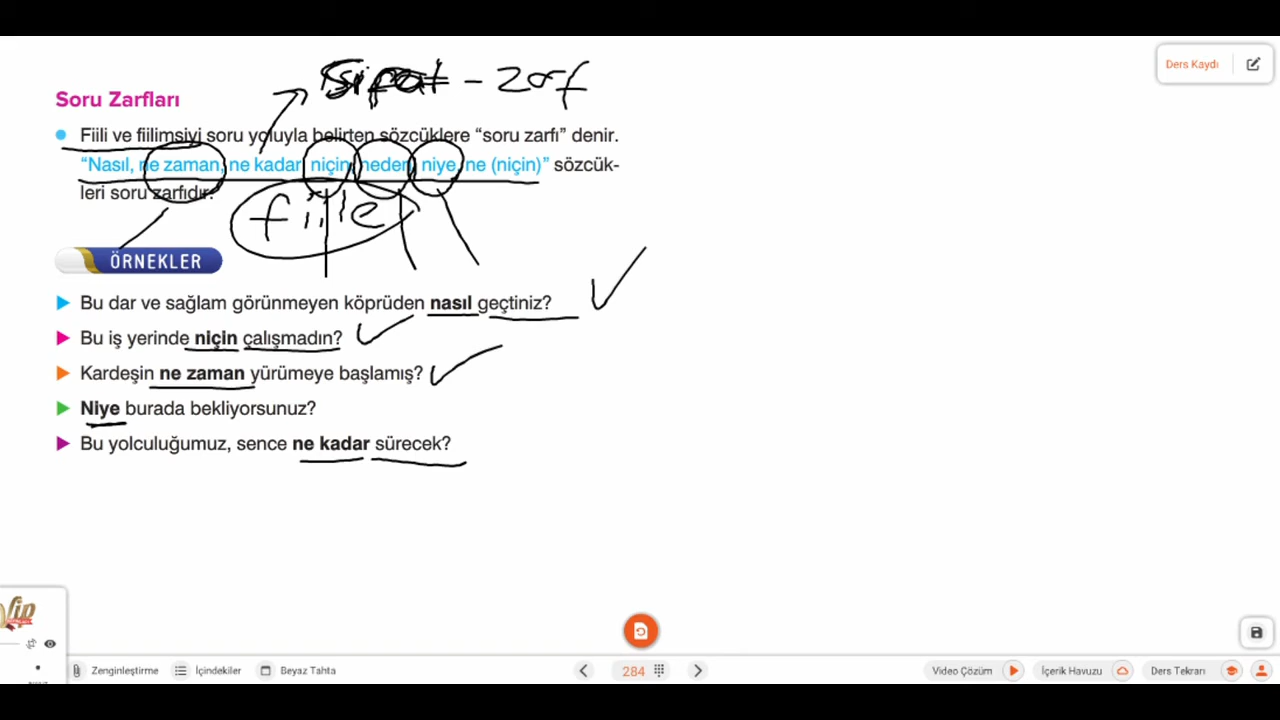 Ders Kaydı
- zarf
Soru Zarfları
Fiili ve fiilimsiyi soru yoluyla belirten sözcüklere “soru zarfı” denir.
“Nasıl, ne zaman, ne kadar niçin, neden, niye, ne (niçin)” sözcük-
leri soru zarfıdır.
fiile
ÖRNEKLER
Bu dar ve sağlam görünmeyen köprüden nasıl geçtiniz?
Bu iş yerinde niçin çalışmadın?
Kardeşin ne zaman yürümeye başlamış?
Niye burada bekliyorsunuz?
Bu yolculuğumuz, sence ne kadar sürecek?
Zenginleştirme
İçindekiler
Beyaz Tahta
284
Video Çözüm
İçerik Havuzu
Ders Tekrarı